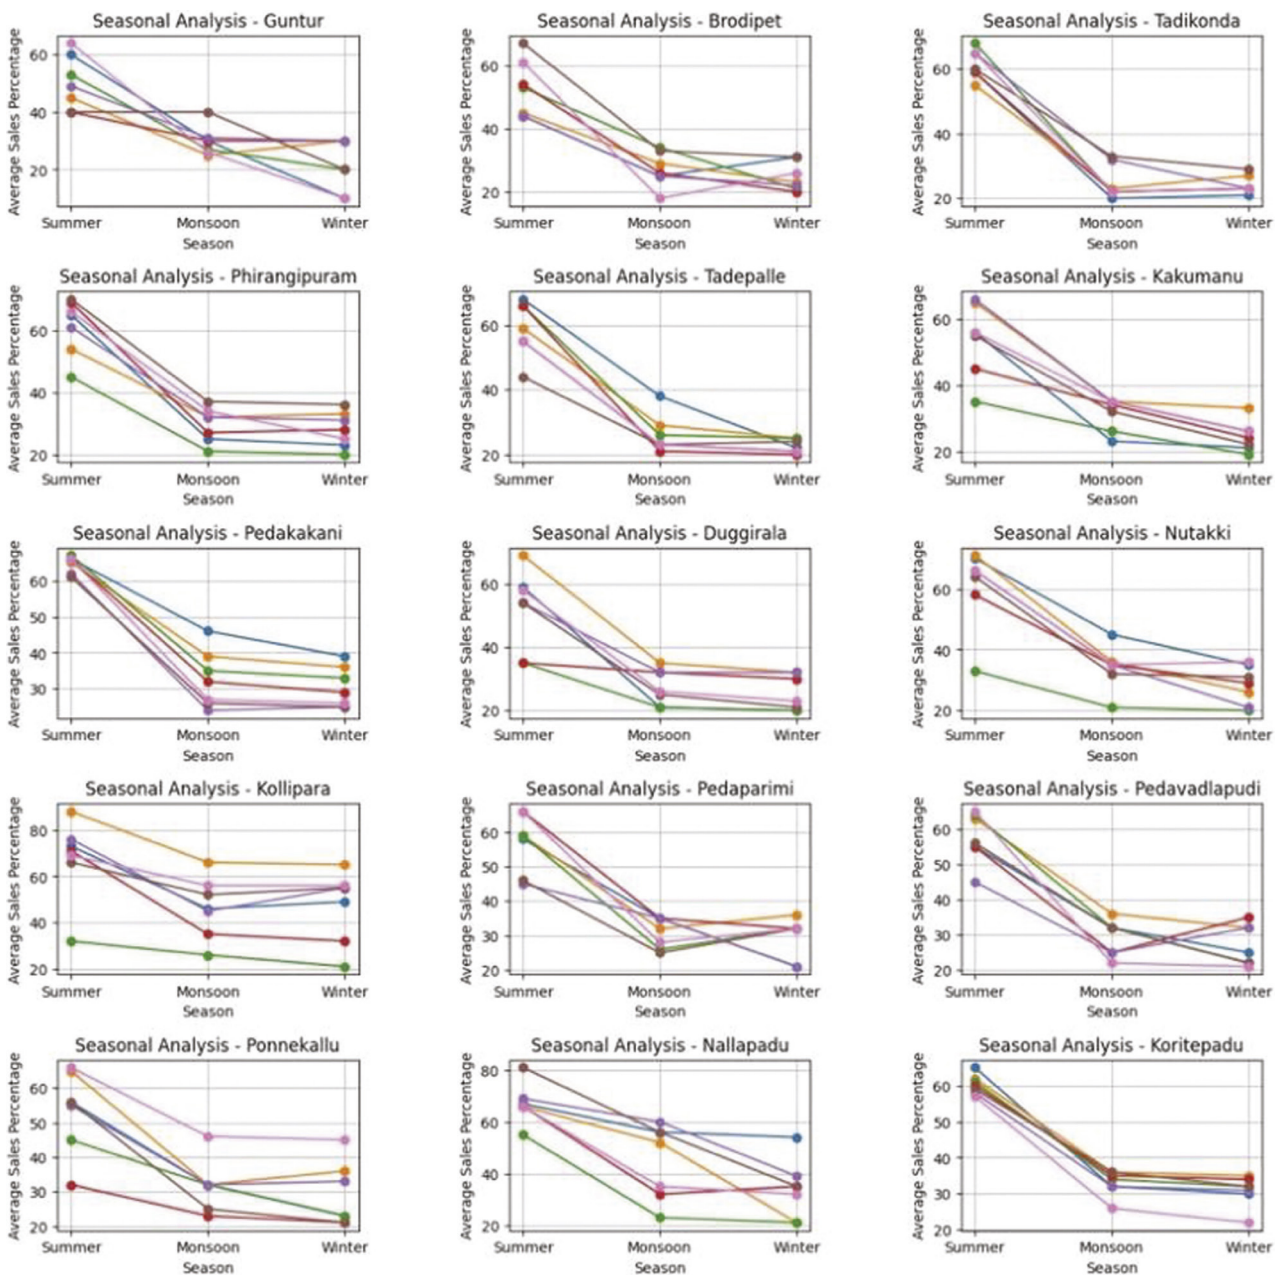 Seasonal Analysis - Guntur
Average Sales Percentage
60
40
20
Summer
Monsoon
Winter
Season
Seasonal Analysis - Brodipet
Average Sales Percentage
60
40
20
Summer
Monsoon
Winter
Season
Seasonal Analysis - Tadikonda
Average Sales Percentage
60
40
20
Summer
Monsoon
Winter
Season
Seasonal Analysis - Phirangipuram
Average Sales Percentage
60
40
20
Summer
Monsoon
Winter
Season
Seasonal Analysis - Tadepalle
Average Sales Percentage
60
40
20
Summer
Monsoon
Winter
Season
Seasonal Analysis - Kakumanu
Average Sales Percentage
60
40
20
Summer
Monsoon
Winter
Season
Seasonal Analysis - Pedakakani
Average Sales Percentage
60
50
40
30
Summer
Monsoon
Winter
Season
Seasonal Analysis - Duggirala
Average Sales Percentage
60
40
20
Summer
Monsoon
Winter
Season
Seasonal Analysis - Nutakki
Average Sales Percentage
60
40
20
Summer
Monsoon
Winter
Season
Seasonal Analysis - Kollipara
Average Sales Percentage
80
60
40
20
Summer
Monsoon
Winter
Season
Seasonal Analysis - Pedaparimi
Average Sales Percentage
60
50
40
30
20
Summer
Monsoon
Winter
Season
Seasonal Analysis - Pedavadlapudi
Average Sales Percentage
60
50
40
30
20
Summer
Monsoon
Winter
Season
Seasonal Analysis - Ponnekallu
Average Sales Percentage
60
50
40
30
20
Summer
Monsoon
Winter
Season
Seasonal Analysis - Nallapadu
Average Sales Percentage
80
60
40
20
Summer
Monsoon
Winter
Season
Seasonal Analysis - Koritepadu
Average Sales Percentage
60
50
40
30
20
Summer
Monsoon
Winter
Season